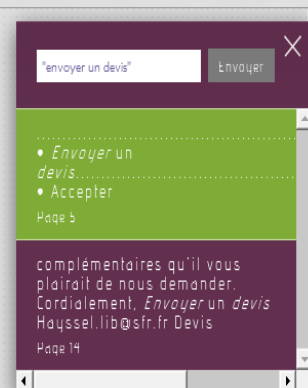 "envoyer un devis"
Envoyer
..............................................
• Envoyer un
devis......................................
• Accepter
Page 5
complémentaires qu'il vous
plairait de nous demander.
Cordialement, Envoyer un devis
Hayssel.lib@sfr.fr Devis
Page 14